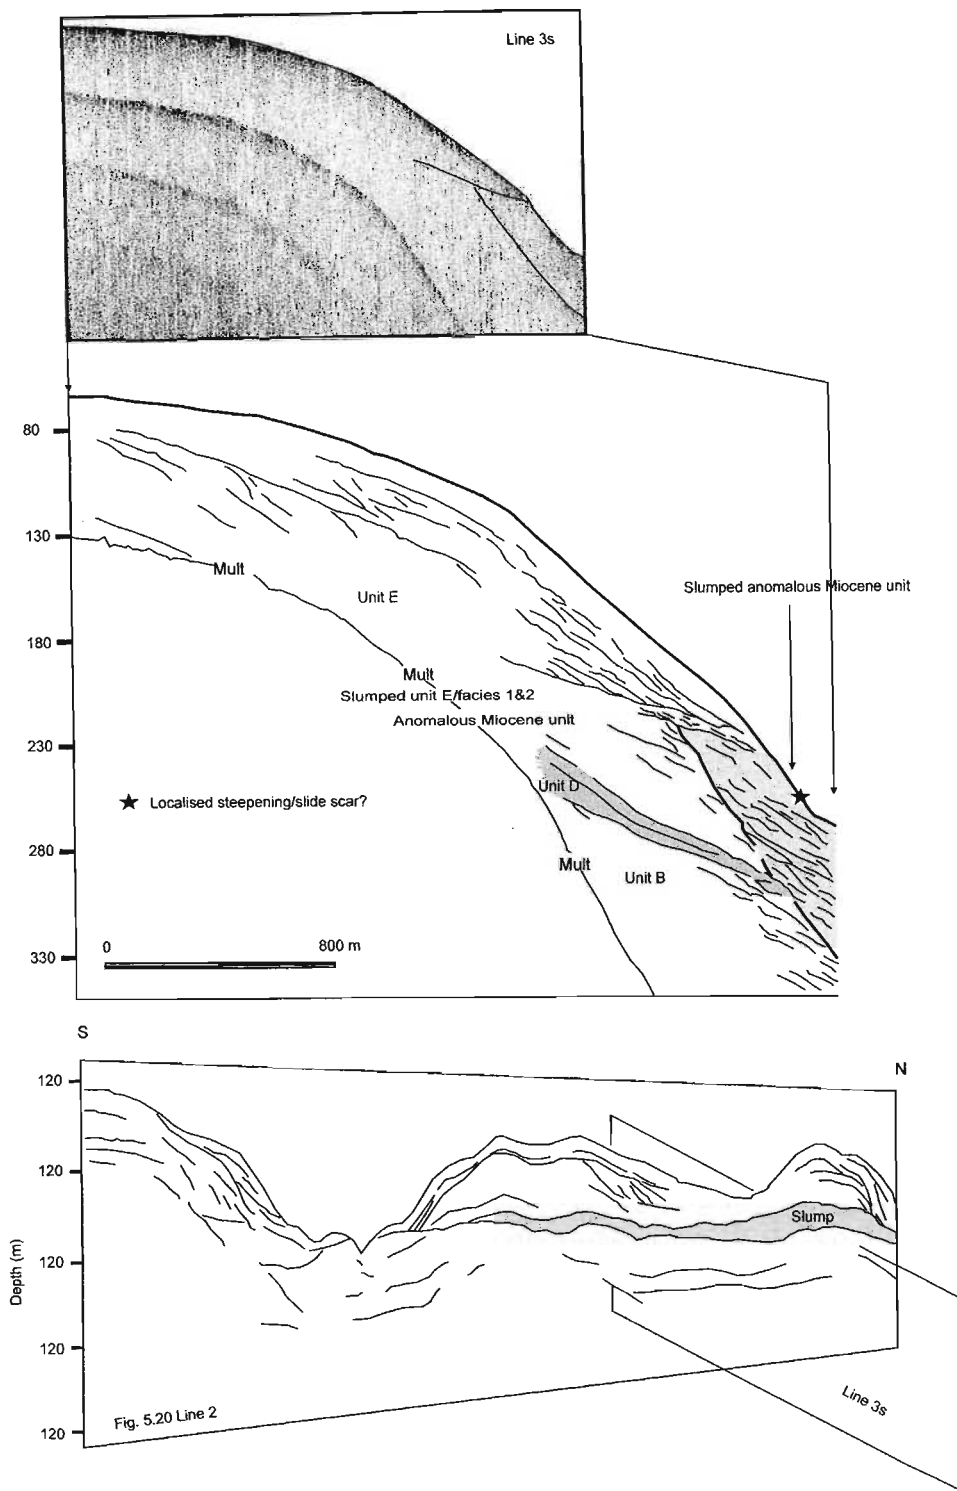 Line 3s
80
130
Mult
Unit E
Slumped anomalous Miocene unit
180
Mult
Slumped unit E/facies 1&2
Anomalous Miocene unit
230
Unit D
★ Localised steepening/slide scar?
280
Mult
Unit B
0 800 m
330
S
N
120
120
Slump
120
Depth (m)
120
Line 3s
Fig. 5.20 Line 2
120